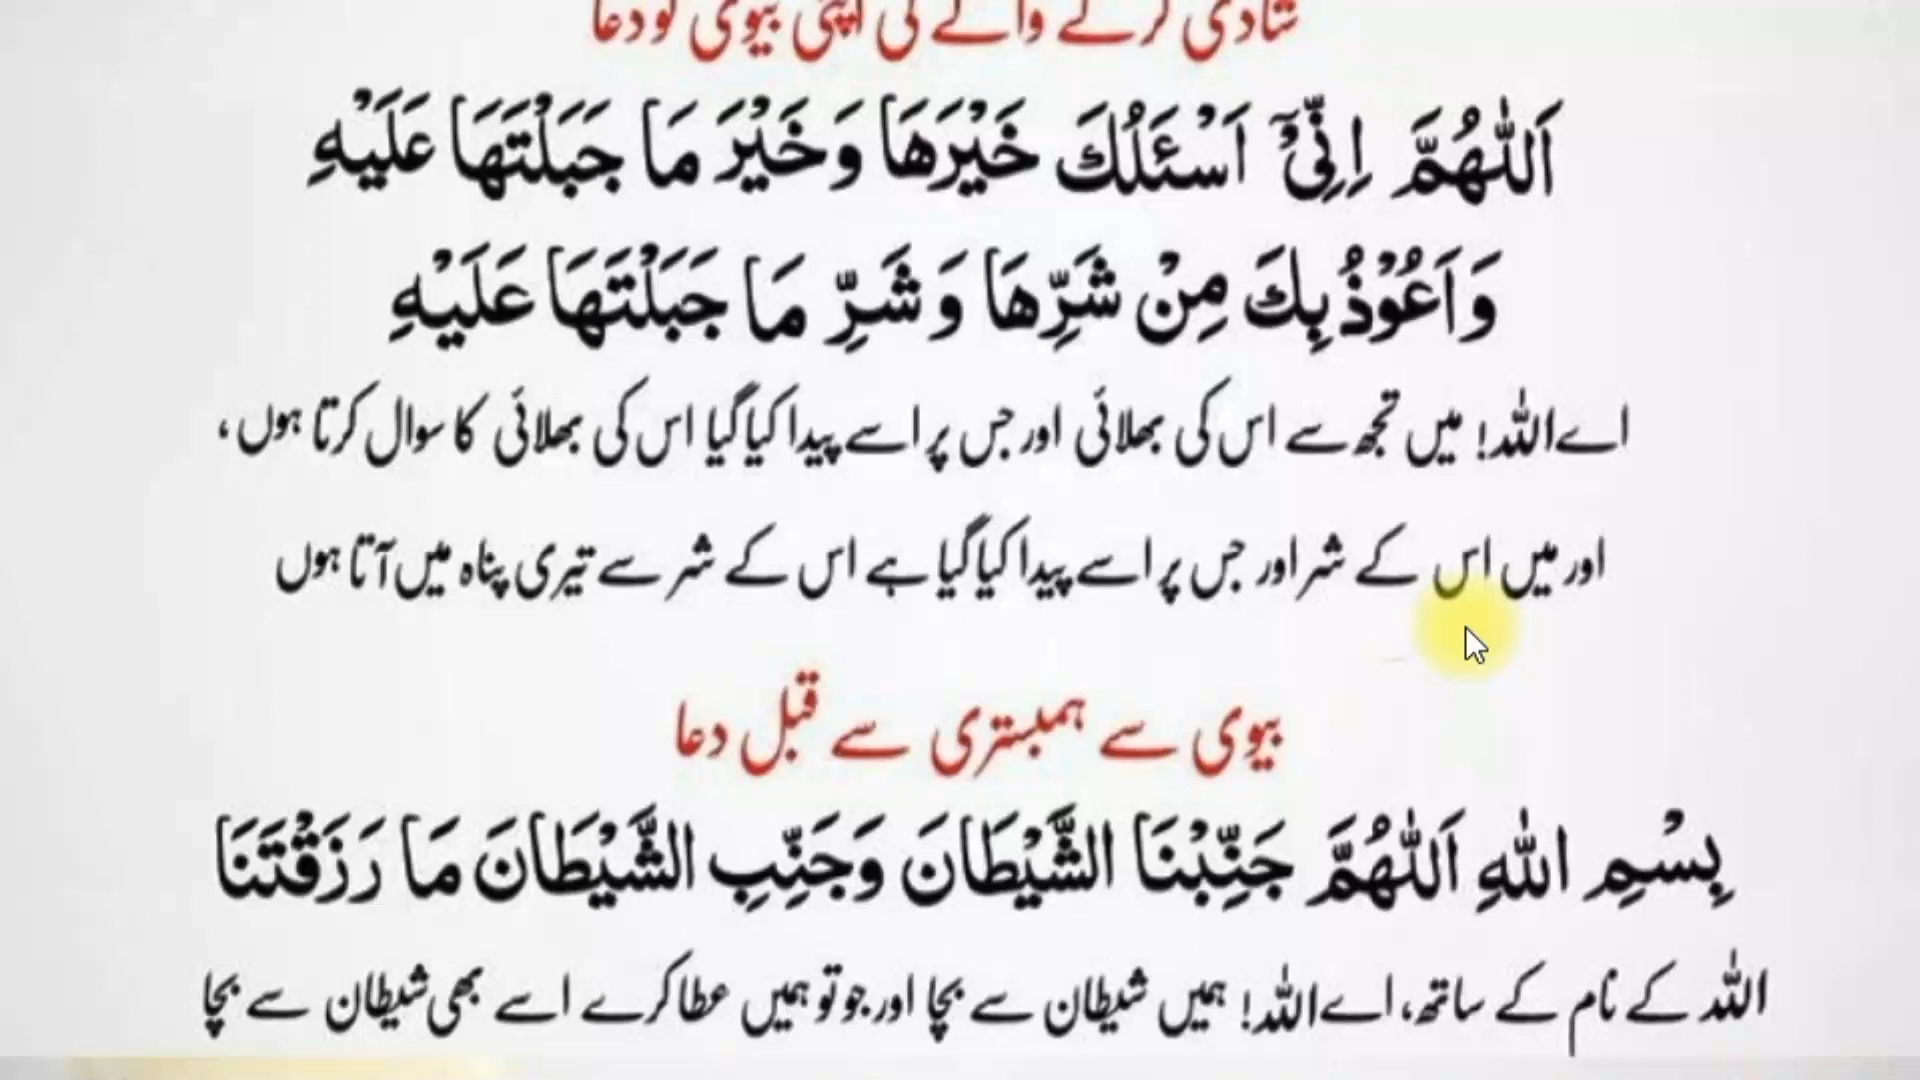 شادی کرنے والے کی اپنی بیوی کو دعا
اَللّٰهُمَّ اِنِّیْٓ اَسْئَلُكَ خَيْرَهَا وَخَيْرَ مَا جَبَلْتَهَا عَلَيْهِ
وَاَعُوْذُ بِكَ مِنْ شَرِّهَا وَشَرِّ مَا جَبَلْتَهَا عَلَيْهِ
اے اللہ! میں تجھ سے اس کی بھلائی اور جس پر اسے پیدا کیا گیا اس کی بھلائی کا سوال کرتا ہوں،
اور میں اس کے شر اور جس پر اسے پیدا کیا گیا ہے اس کے شر سے تیری پناہ میں آتا ہوں
بیوی سے ہمبستری سے قبل دعا
بِسْمِ اللّٰهِ اَللّٰهُمَّ جَنِّبْنَا الشَّيْطَانَ وَجَنِّبِ الشَّيْطَانَ مَا رَزَقْتَنَا
اللہ کے نام کے ساتھ، اے اللہ! ہمیں شیطان سے بچا اور جو تو ہمیں عطا کرے اسے بھی شیطان سے بچا